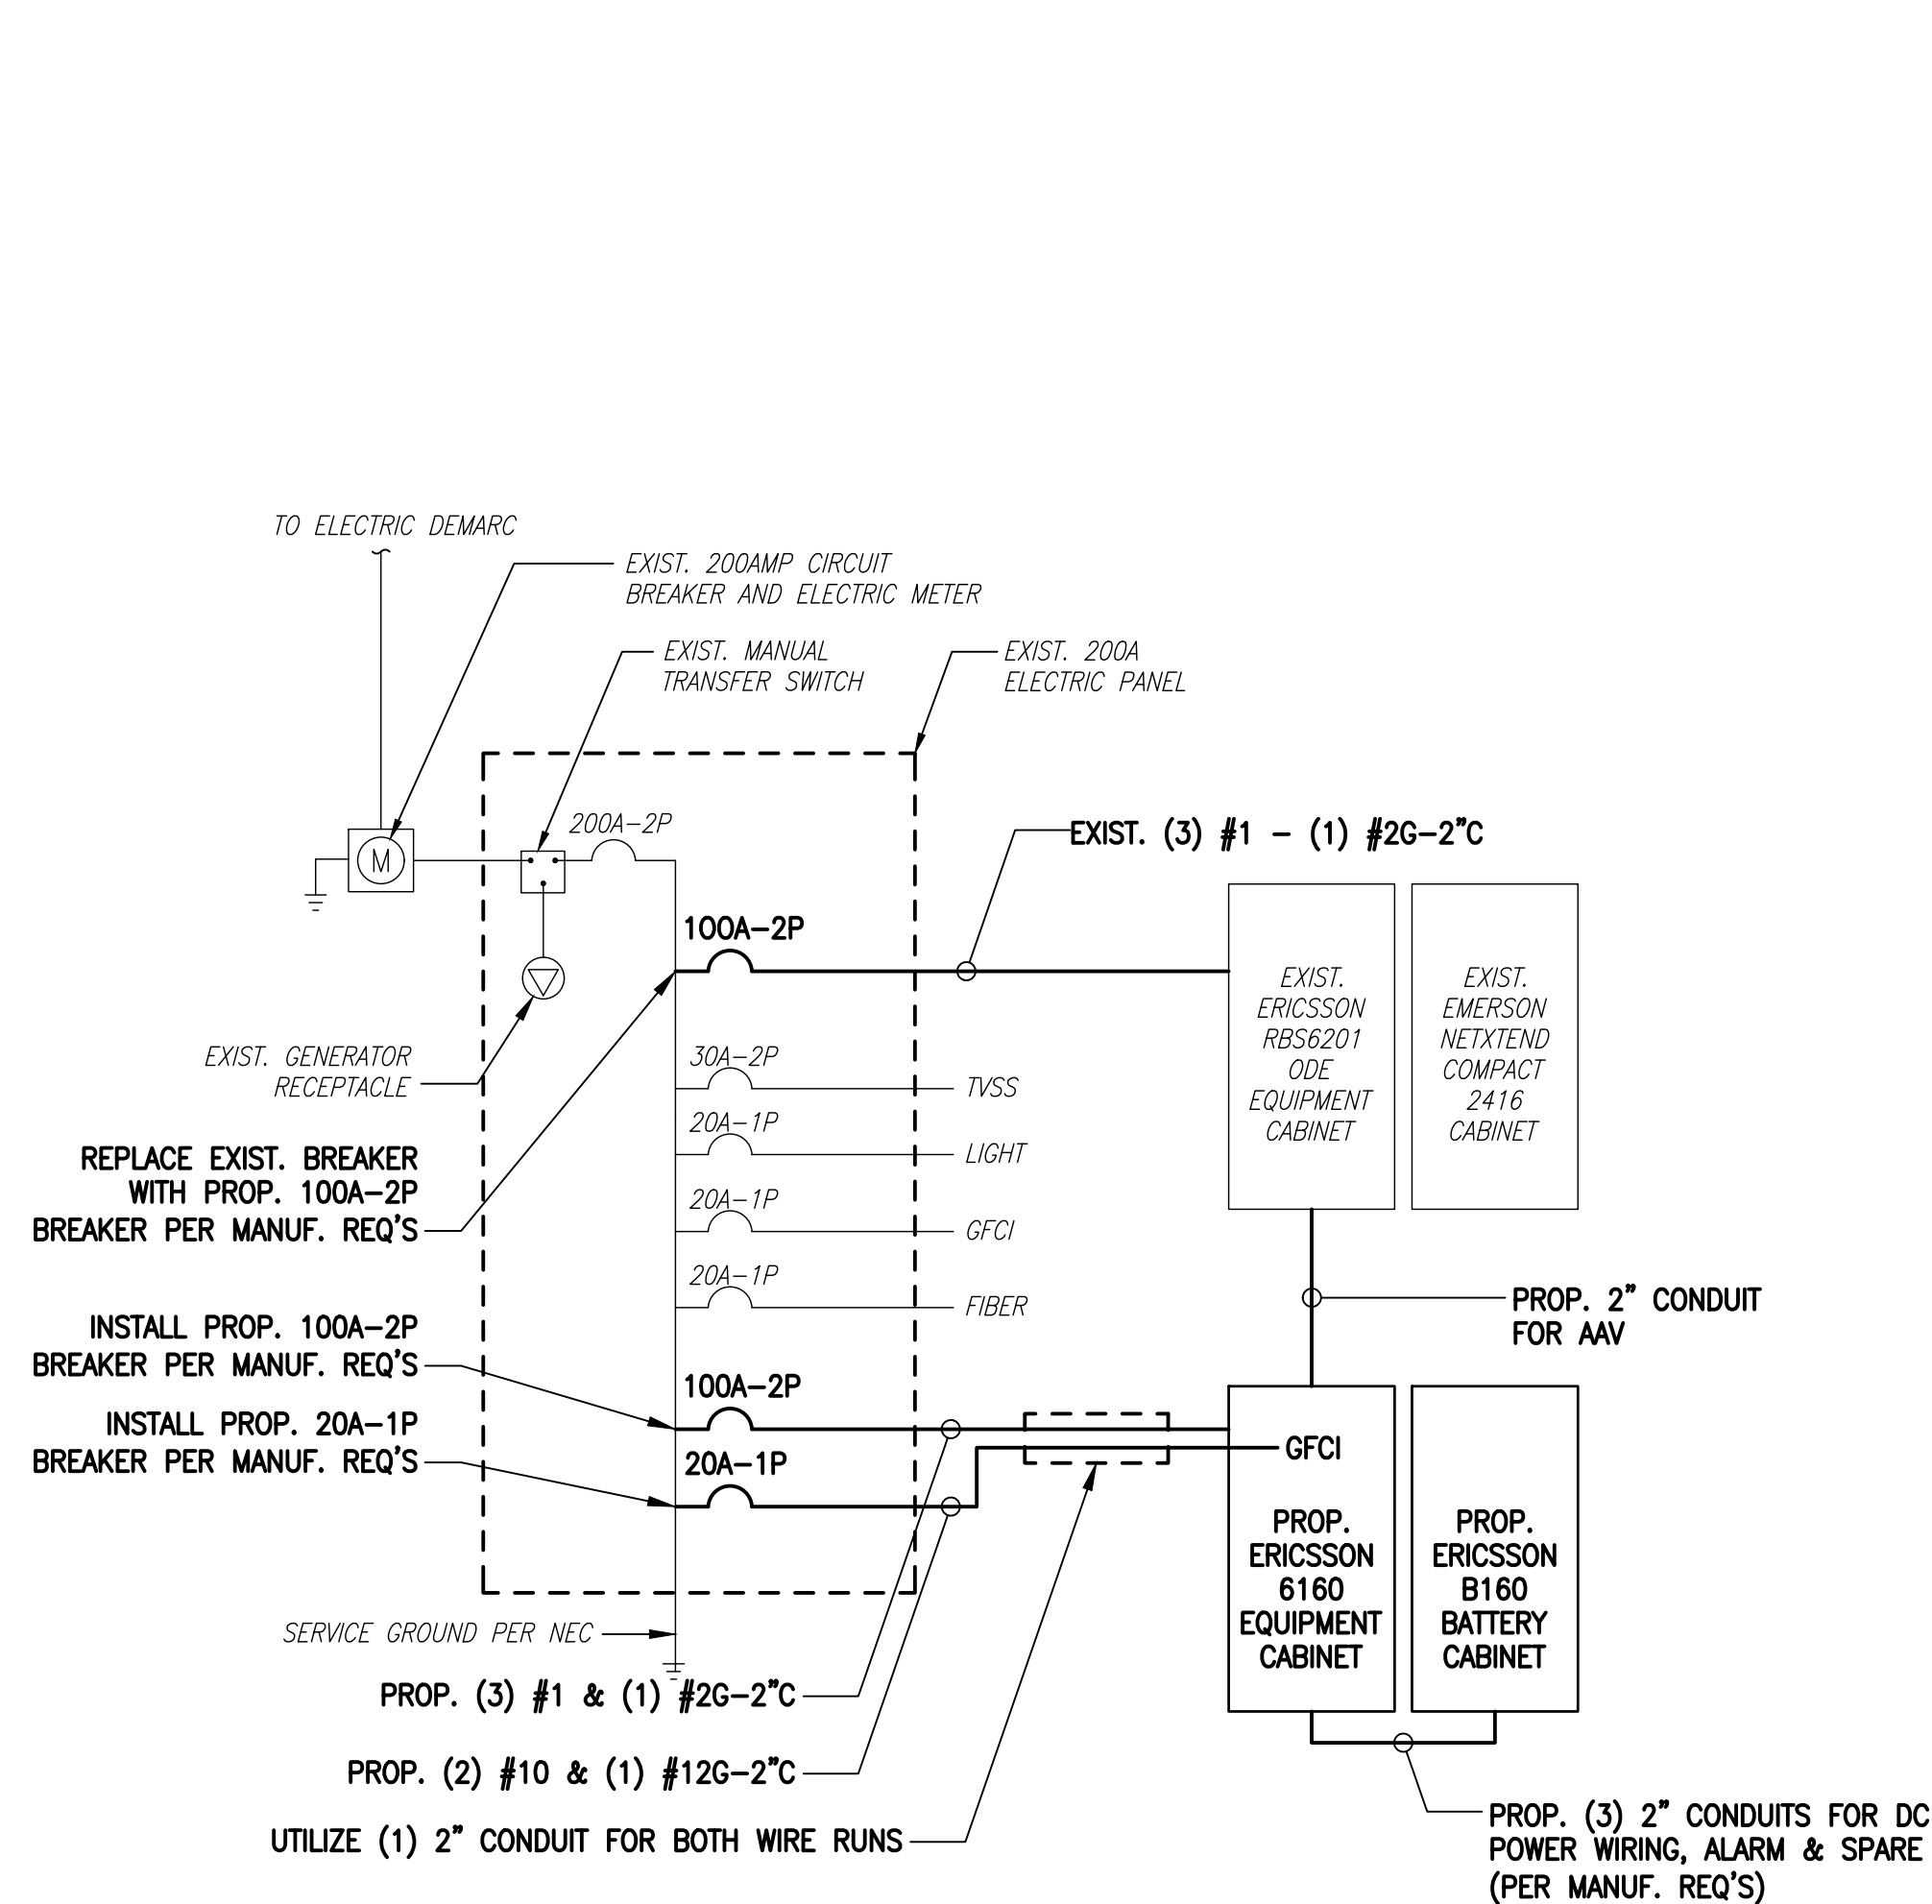 TO ELECTRIC DEMARC
EXIST. 200AMP CIRCUIT
BREAKER AND ELECTRIC METER
EXIST. MANUAL
TRANSFER SWITCH
EXIST. 200A
ELECTRIC PANEL
200A-2P
M
EXIST. (3) #1 - (1) #2G-2"C
100A-2P
EXIST.
ERICSSON
RBS6201
ODE
EQUIPMENT
CABINET
EXIST.
EMERSON
NETXTEND
COMPACT
2416
CABINET
EXIST. GENERATOR
RECEPTACLE
30A-2P
TVSS
20A-1P
LIGHT
20A-1P
GFCI
20A-1P
FIBER
REPLACE EXIST. BREAKER
WITH PROP. 100A-2P
BREAKER PER MANUF. REQ'S
INSTALL PROP. 100A-2P
BREAKER PER MANUF. REQ'S
INSTALL PROP. 20A-1P
BREAKER PER MANUF. REQ'S
PROP. 2" CONDUIT
FOR AAV
100A-2P
20A-1P
GFCI
PROP.
ERICSSON
6160
EQUIPMENT
CABINET
PROP.
ERICSSON
B160
BATTERY
CABINET
SERVICE GROUND PER NEC
PROP. (3) #1 & (1) #2G-2"C
PROP. (2) #10 & (1) #12G-2"C
UTILIZE (1) 2" CONDUIT FOR BOTH WIRE RUNS
PROP. (3) 2" CONDUITS FOR DC
POWER WIRING, ALARM & SPARE
(PER MANUF. REQ'S)